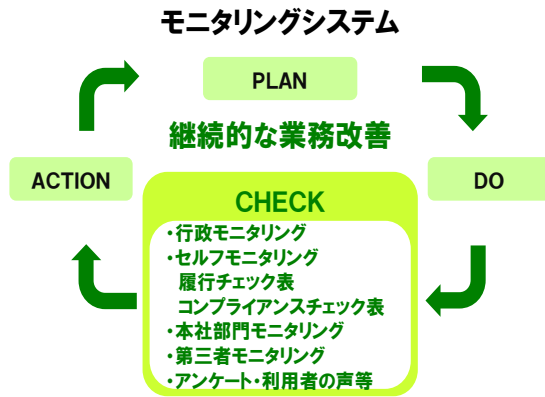 モニタリングシステム
PLAN
継続的な業務改善
ACTION
DO
CHECK
・行政モニタリング
・セルフモニタリング
履行チェック表
コンプライアンスチェック表
・本社部門モニタリング
・第三者モニタリング
・アンケート・利用者の声等